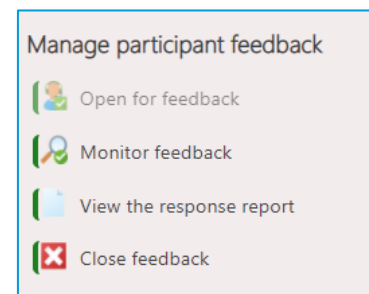 Manage participant feedback
Open for feedback
Monitor feedback
View the response report
Close feedback